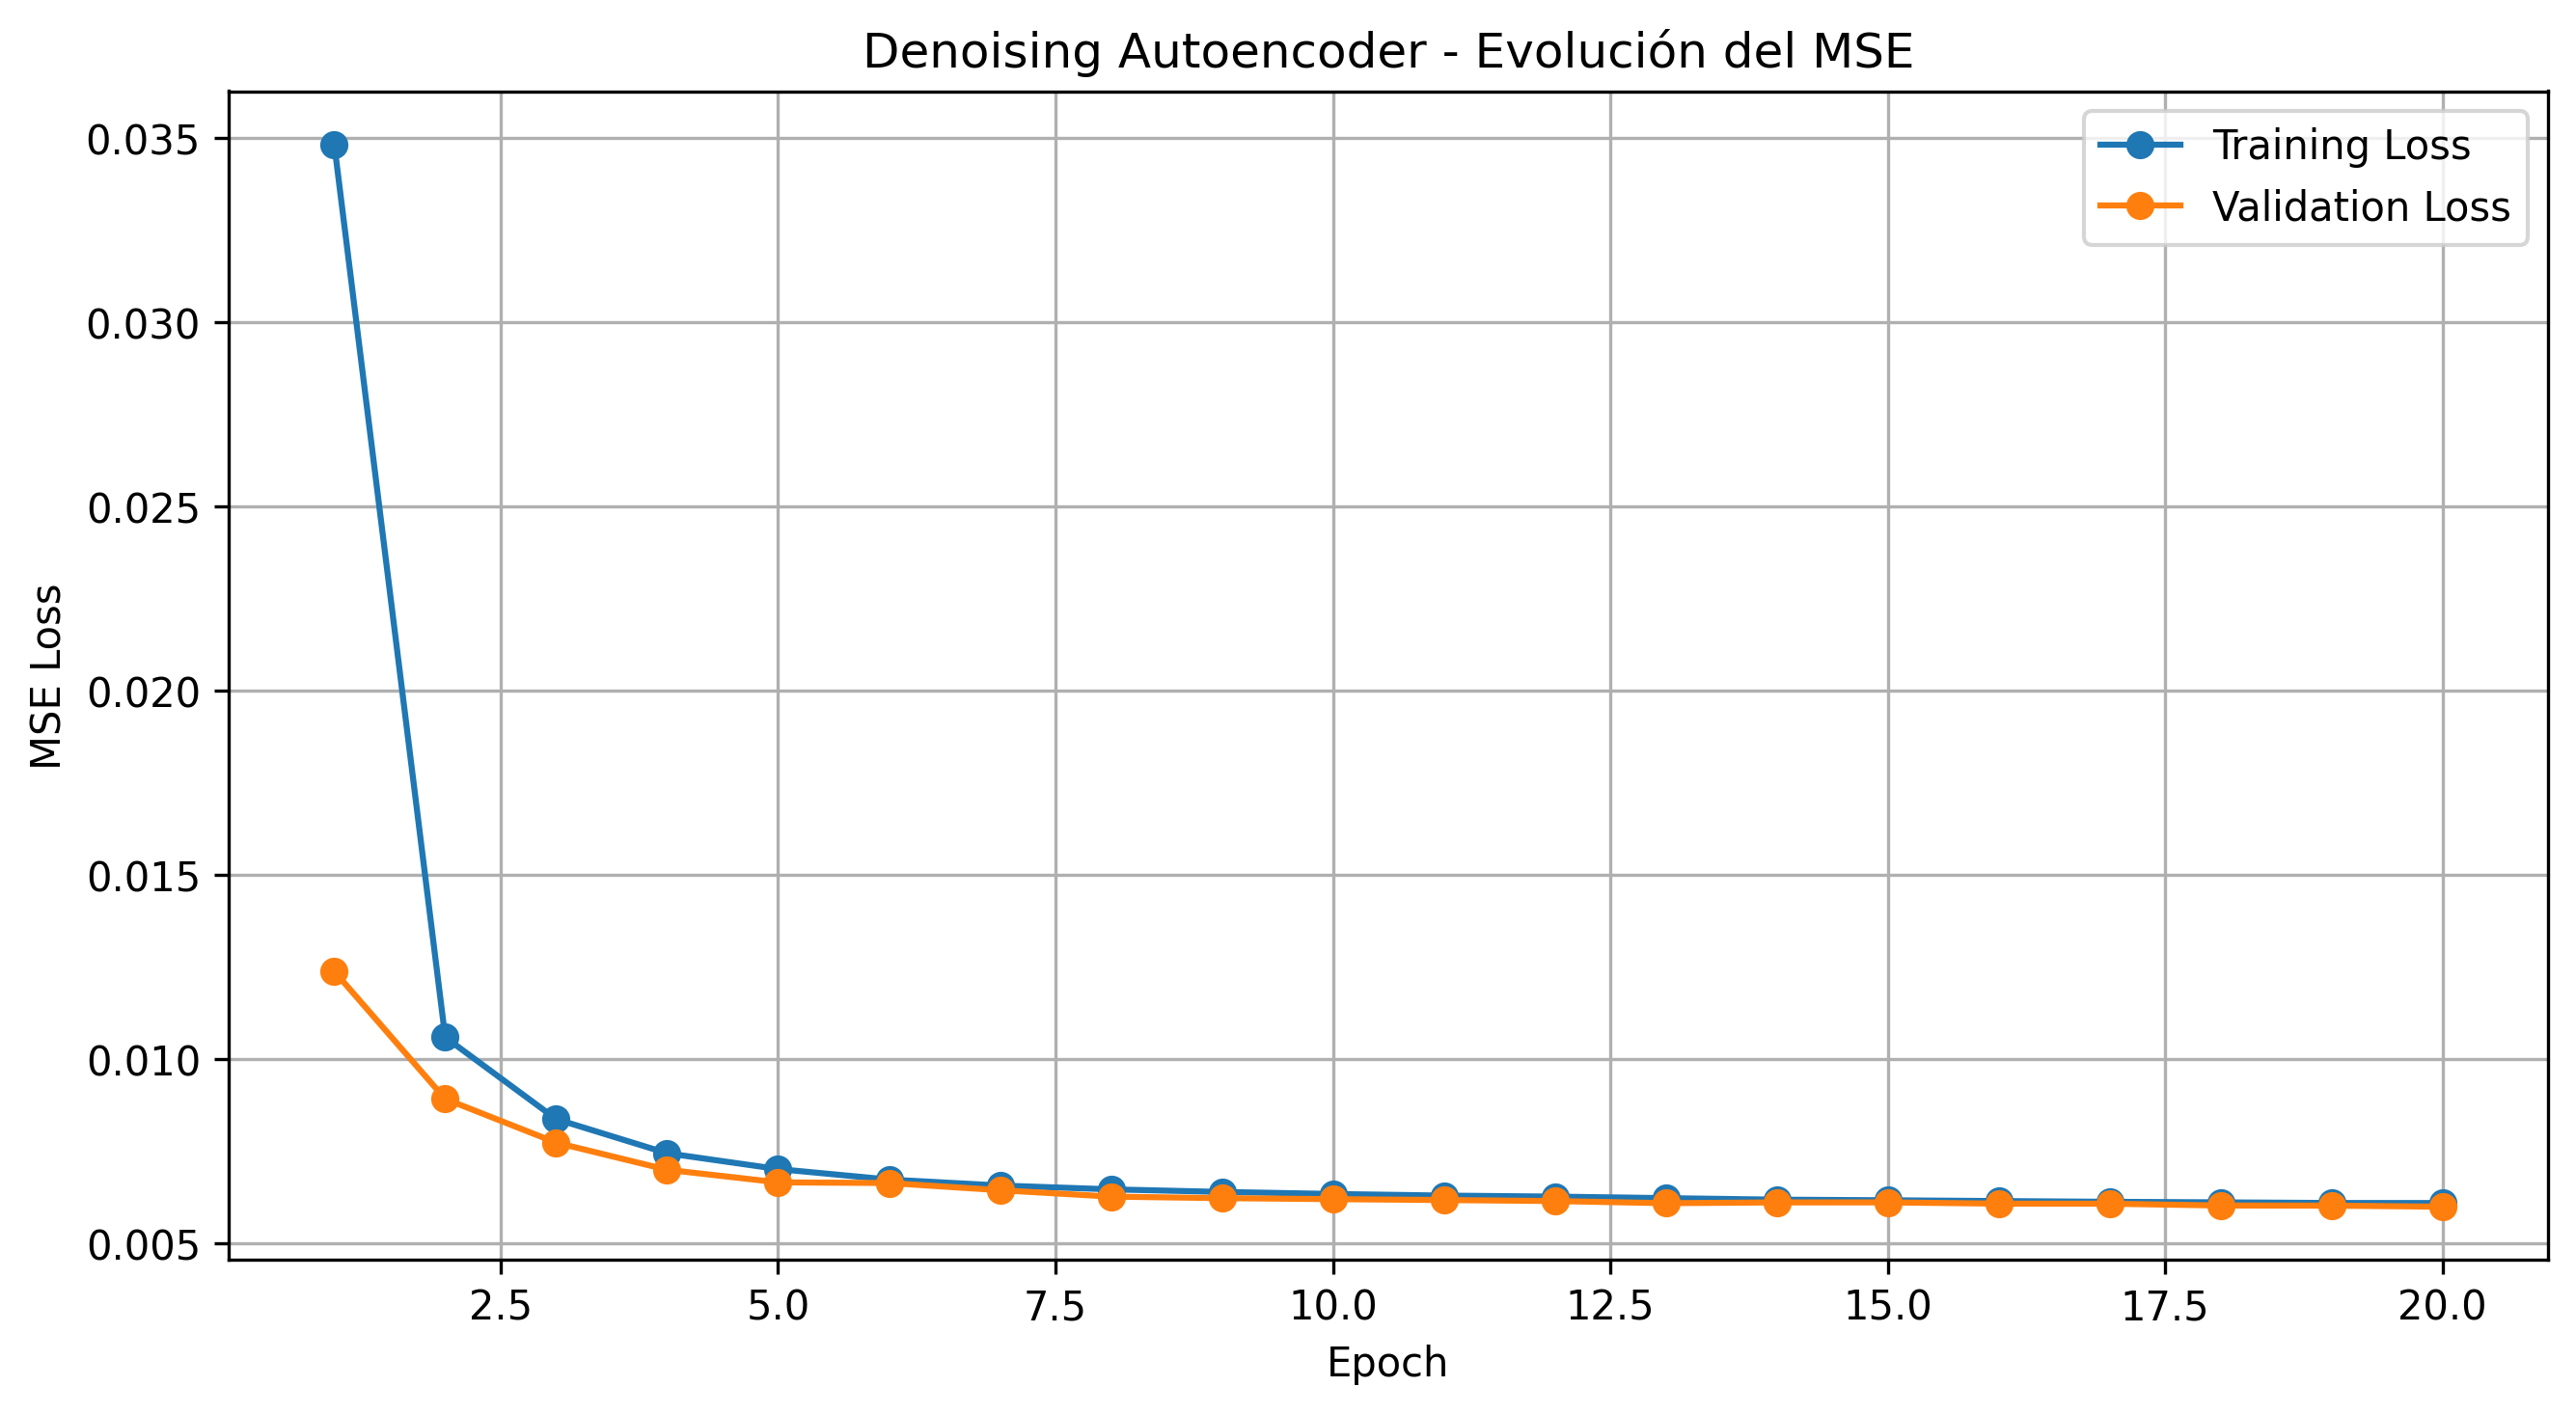 Denoising Autoencoder - Evolución del MSE
Training Loss
Validation Loss
MSE Loss
0.035
0.030
0.025
0.020
0.015
0.010
0.005
2.5 5.0 7.5 10.0 12.5 15.0 17.5 20.0
Epoch